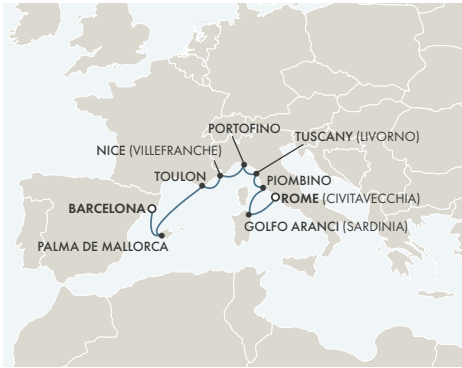 PORTOFINO
TUSCANY (LIVORNO)
NICE (VILLEFRANCHE)
TOULON
PIOMBINO
BARCELONA
ROME (CIVITAVECCHIA)
GOLFO ARANCI (SARDINIA)
PALMA DE MALLORCA